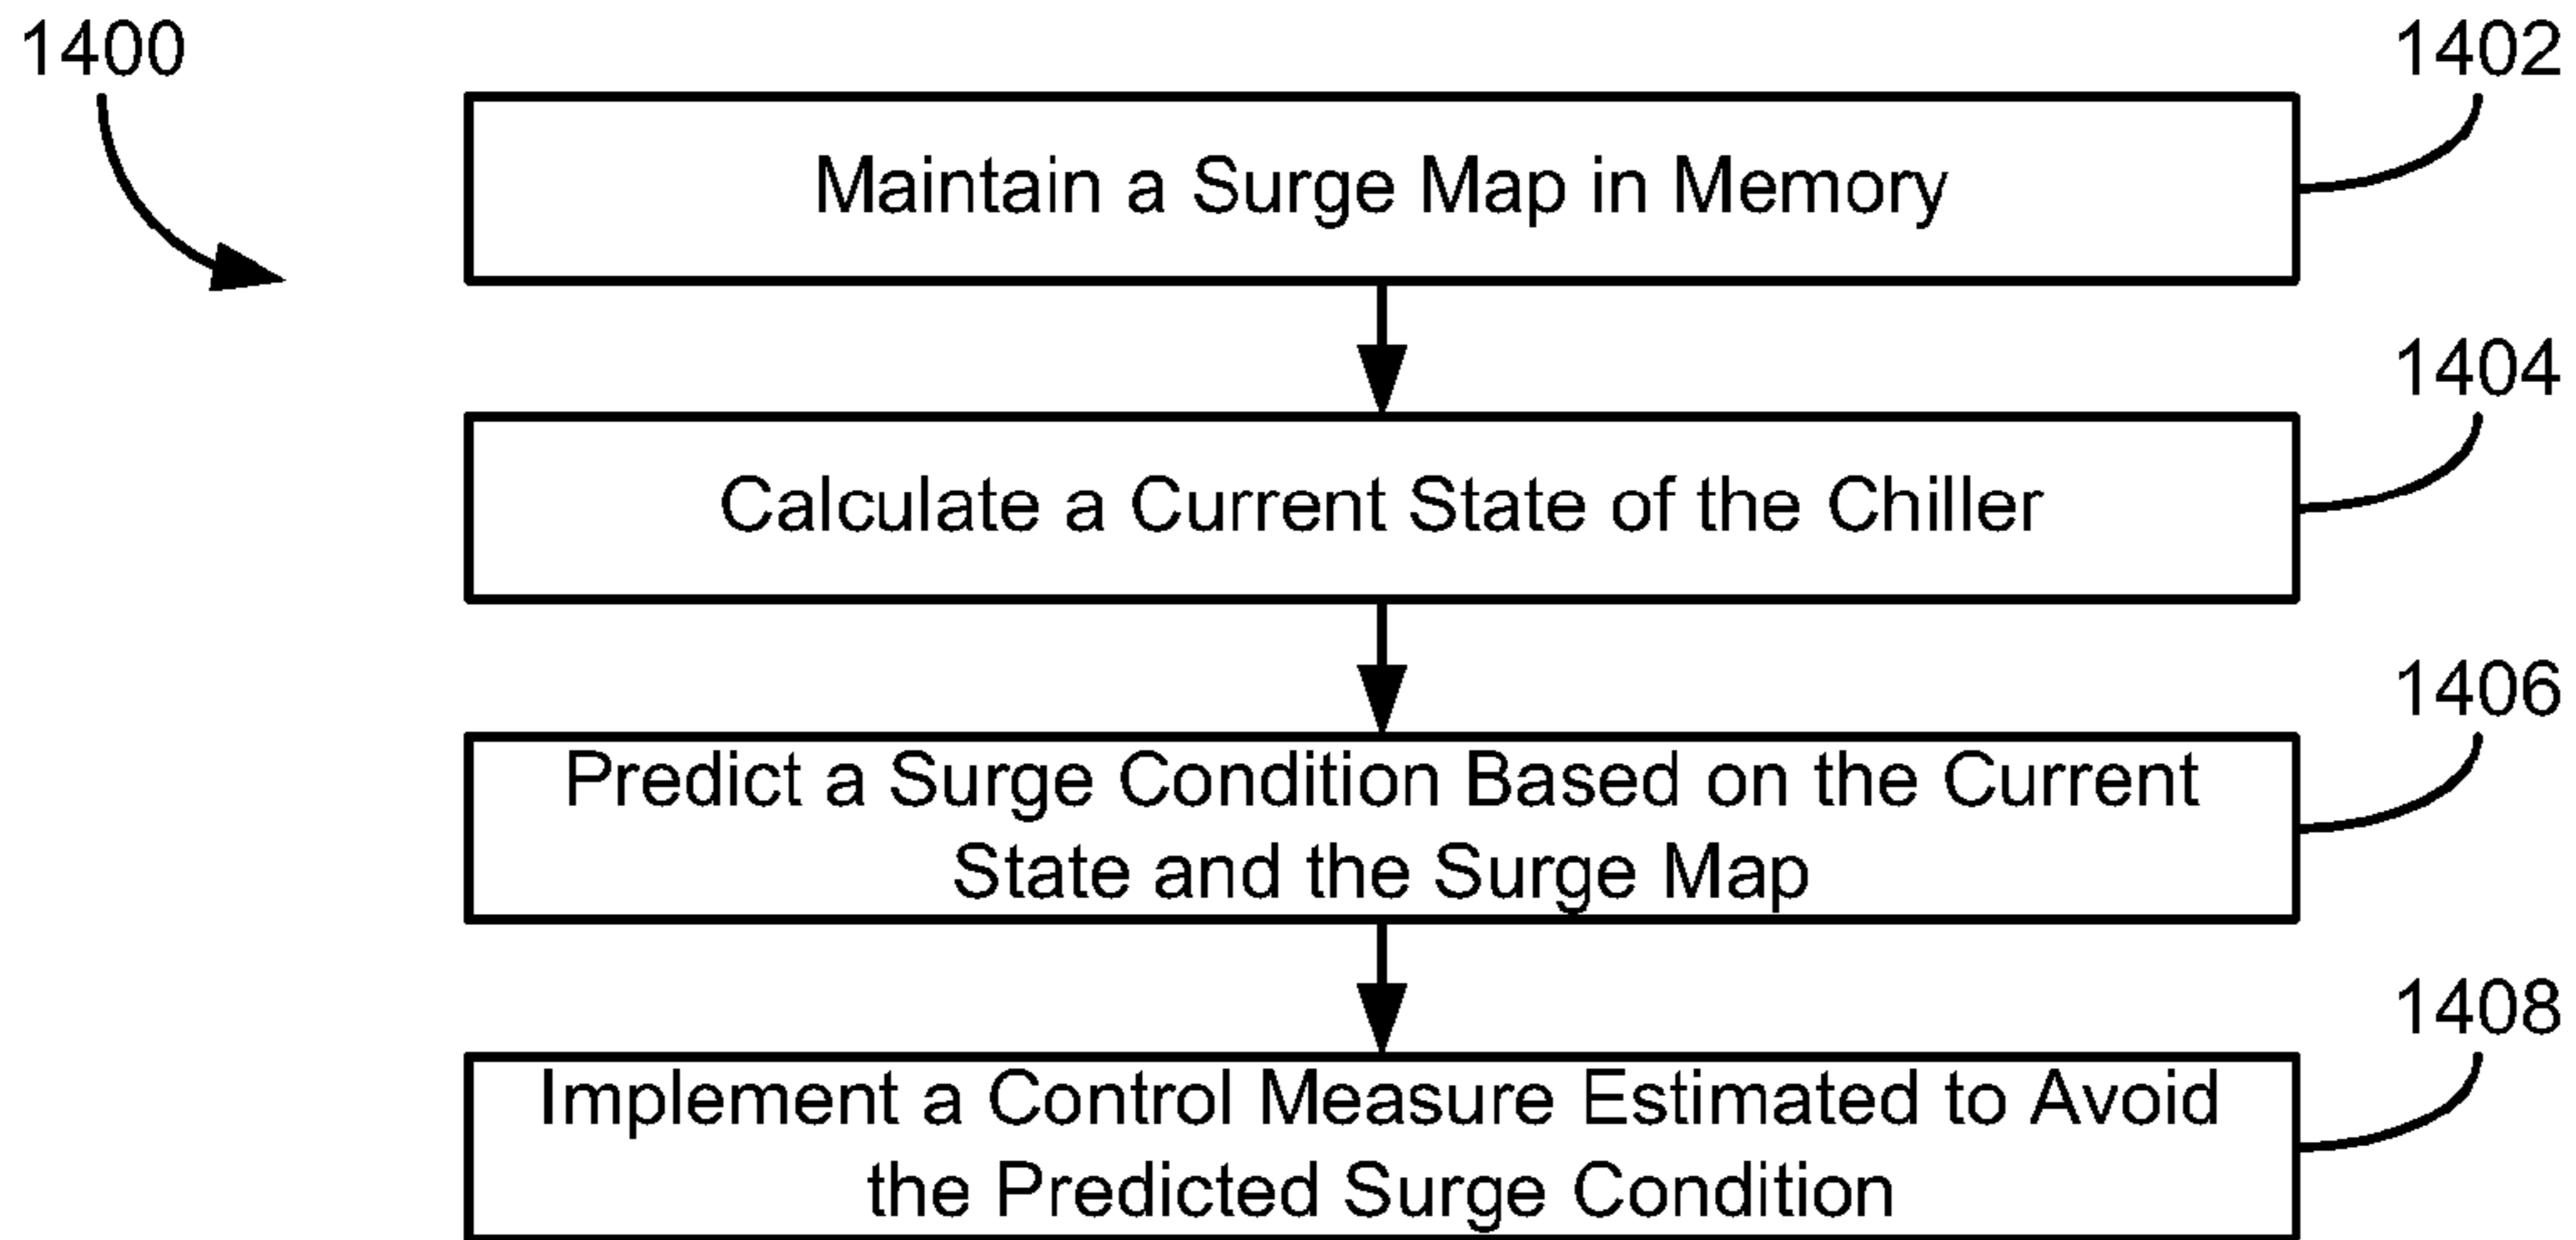 1400
1402
Maintain a Surge Map in Memory
1404
Calculate a Current State of the Chiller
1406
Predict a Surge Condition Based on the Current
State and the Surge Map
1408
Implement a Control Measure Estimated to Avoid
the Predicted Surge Condition